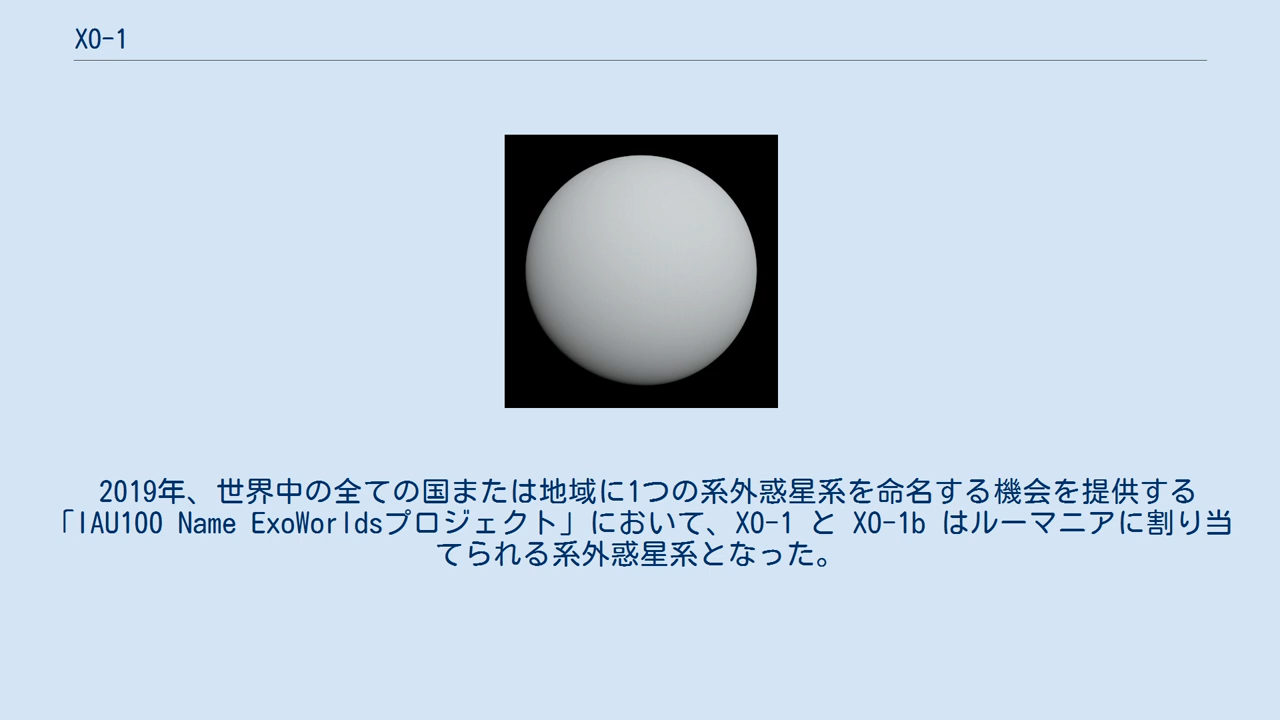 XO-1
2019年、世界中の全ての国または地域に1つの系外惑星系を命名する機会を提供する
「IAU100 Name ExoWorldsプロジェクト」において、XO-1 と XO-1b はルーマニアに割り当
てられる系外惑星系となった。